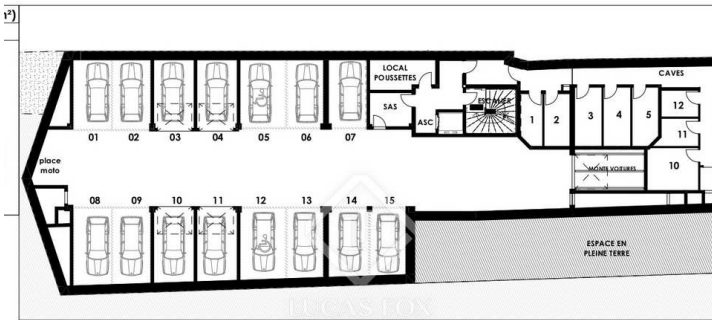 ²)
LOCAL
POUSSETTES
CAVES
SAS
ASC
ESCALIER
1
2
3
4
5
12
11
10
01
02
03
04
05
06
07
place
moto
MONTE VOITURES
08
09
10
11
12
13
14
15
ESPACE EN
PLEINE TERRE
LUCAS FOX